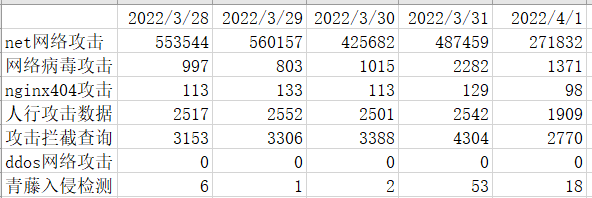 2022/3/28 2022/3/29 2022/3/30 2022/3/31 2022/4/1
net网络攻击 553544 560157 425682 487459 271832
网络病毒攻击 997 803 1015 2282 1371
nginx404攻击 113 133 113 129 98
人行攻击数据 2517 2552 2501 2542 1909
攻击拦截查询 3153 3306 3388 4304 2770
ddos网络攻击 0 0 0 0 0
青藤入侵检测 6 1 2 53 18